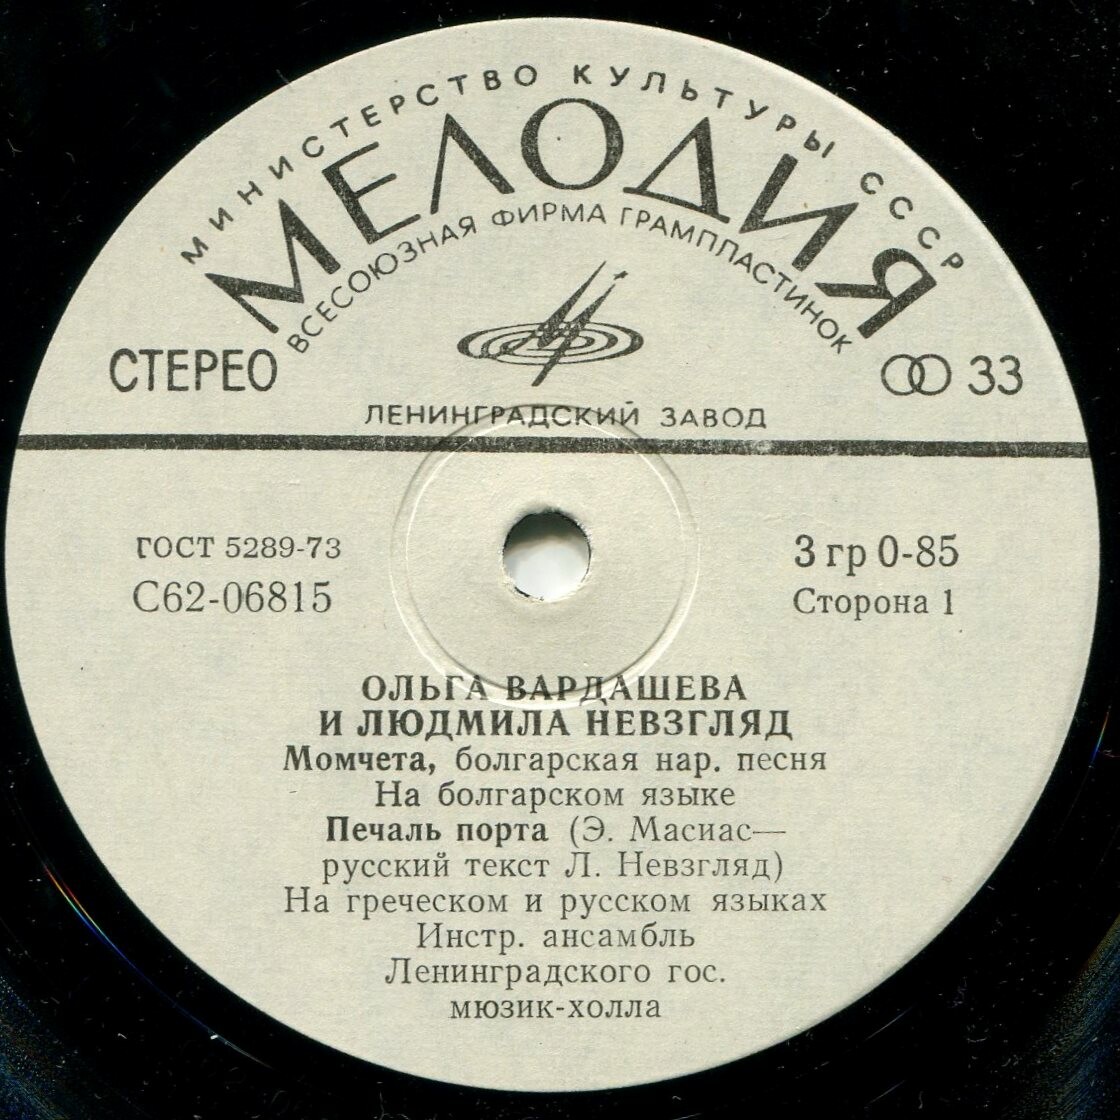 МИНИСТЕРСТВО КУЛЬТУРЫ СССР
МЕЛОДИЯ
ВСЕСОЮЗНАЯ ФИРМА ГРАМПЛАСТИНОК
СТЕРЕО
33
ЛЕНИНГРАДСКИЙ ЗАВОД
ГОСТ 5289-73
3 гр 0-85
С62-06815
Сторона 1
ОЛЬГА ВАРДАШЕВА
И ЛЮДМИЛА НЕВЗГЛЯД
Момчета, болгарская нар. песня
На болгарском языке
Печаль порта (Э. Масиас—
русский текст Л. Невзгляд)
На греческом и русском языках
Инстр. ансамбль
Ленинградского гос.
мюзик-холла